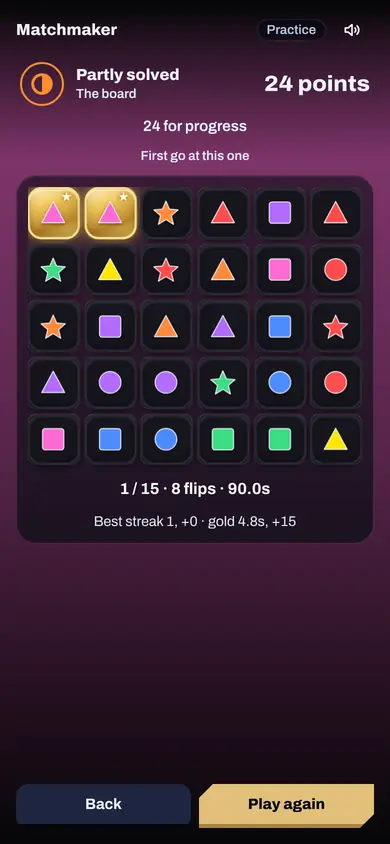 Matchmaker
Practice
Partly solved
The board
24 points
24 for progress
First go at this one
1 / 15 · 8 flips · 90.0s
Best streak 1, +0 · gold 4.8s, +15
Back
Play again